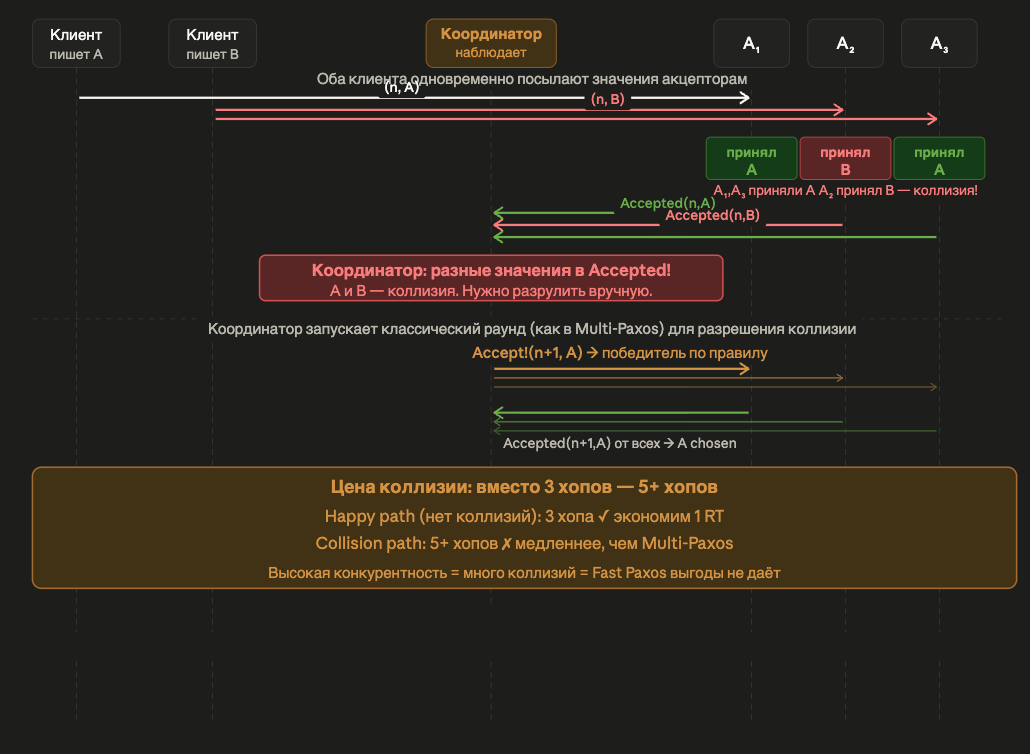 Клиент
пишет A
Клиент
пишет B
Координатор
наблюдает
A₁
A₂
A₃
Оба клиента одновременно посылают значения акцепторам
(n, A)
(n, B)
принял
A
принял
B
принял
A
A₁,A₃ приняли A A₂ принял B — коллизия!
Accepted(n,A)
Accepted(n,B)
Координатор: разные значения в Accepted!
A и B — коллизия. Нужно разрулить вручную.
Координатор запускает классический раунд (как в Multi-Paxos) для разрешения коллизии
Accept!(n+1, A) → победитель по правилу
Accepted(n+1,A) от всех → A chosen
Цена коллизии: вместо 3 хопов — 5+ хопов
Happy path (нет коллизий): 3 хопа ✓ экономим 1 RT
Collision path: 5+ хопов ✗ медленнее, чем Multi-Paxos
Высокая конкурентность = много коллизий = Fast Paxos выгоды не даёт